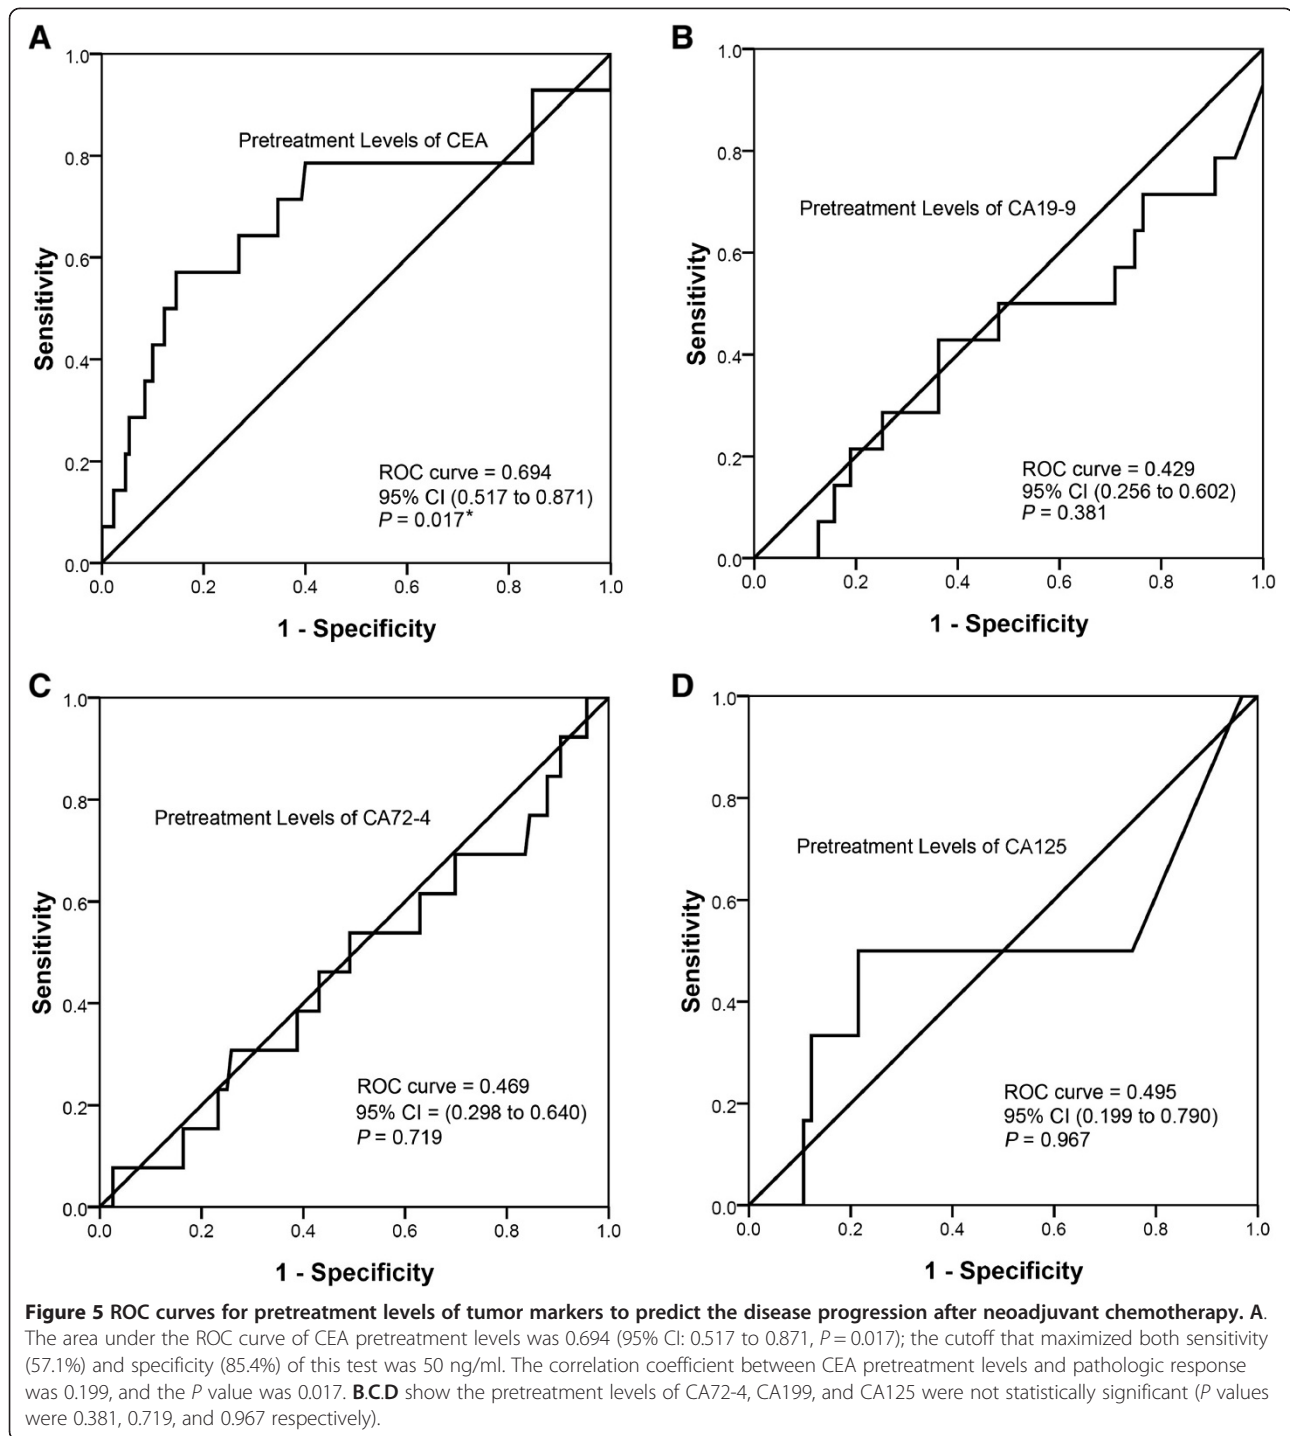 A
1.0
0.8
0.6
0.4
0.2
0.0
Sensitivity
Pretreatment Levels of CEA
ROC curve = 0.694
95% CI (0.517 to 0.871)
P = 0.017*
0.0 0.2 0.4 0.6 0.8 1.0
1 - Specificity
B
1.0
0.8
0.6
0.4
0.2
0.0
Sensitivity
Pretreatment Levels of CA19-9
ROC curve = 0.429
95% CI (0.256 to 0.602)
P = 0.381
0.0 0.2 0.4 0.6 0.8 1.0
1 - Specificity
C
1.0
0.8
0.6
0.4
0.2
0.0
Sensitivity
Pretreatment Levels of CA72-4
ROC curve = 0.469
95% CI = (0.298 to 0.640)
P = 0.719
0.0 0.2 0.4 0.6 0.8 1.0
1 - Specificity
D
1.0
0.8
0.6
0.4
0.2
0.0
Sensitivity
Pretreatment Levels of CA125
ROC curve = 0.495
95% CI (0.199 to 0.790)
P = 0.967
0.0 0.2 0.4 0.6 0.8 1.0
1 - Specificity
Figure 5 ROC curves for pretreatment levels of tumor markers to predict the disease progression after neoadjuvant chemotherapy. A.
The area under the ROC curve of CEA pretreatment levels was 0.694 (95% CI: 0.517 to 0.871, P = 0.017); the cutoff that maximized both sensitivity
(57.1%) and specificity (85.4%) of this test was 50 ng/ml. The correlation coefficient between CEA pretreatment levels and pathologic response
was 0.199, and the P value was 0.017. B.C.D show the pretreatment levels of CA72-4, CA199, and CA125 were not statistically significant (P values
were 0.381, 0.719, and 0.967 respectively).